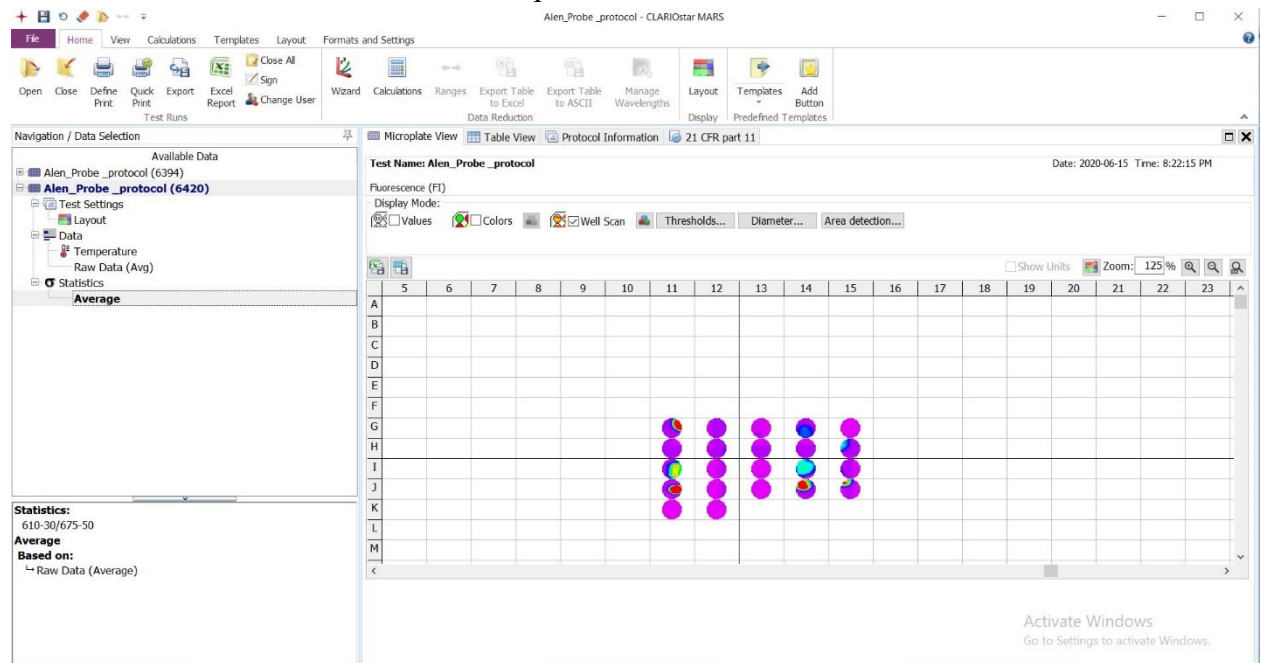 Alen_Probe _protocol - CLARIOstar MARS
File Home View Calculations Templates Layout Formats and Settings
Open Close Define Print Quick Print Export Excel Report Close All Sign Change User Wizard Calculations Ranges Export Table to Excel Export Table to ASCII Manage Wavelengths Layout Templates Add Button
Test Runs Data Reduction Display Predefined Templates
Navigation / Data Selection
Available Data
Alen_Probe _protocol (6394)
Alen_Probe _protocol (6420)
Test Settings
Layout
Data
Temperature
Raw Data (Avg)
σ Statistics
Average
Statistics:
610-30/675-50
Average
Based on:
Raw Data (Average)
Microplate View Table View Protocol Information 21 CFR part 11
Test Name: Alen_Probe _protocol Date: 2020-06-15 Time: 8:22:15 PM
Fluorescence (FI)
Display Mode:
Values Colors Well Scan Thresholds... Diameter... Area detection...
Show Units Zoom: 125 %
5 6 7 8 9 10 11 12 13 14 15 16 17 18 19 20 21 22 23
A
B
C
D
E
F
G
H
I
J
K
L
M
Activate Windows
Go to Settings to activate Windows.